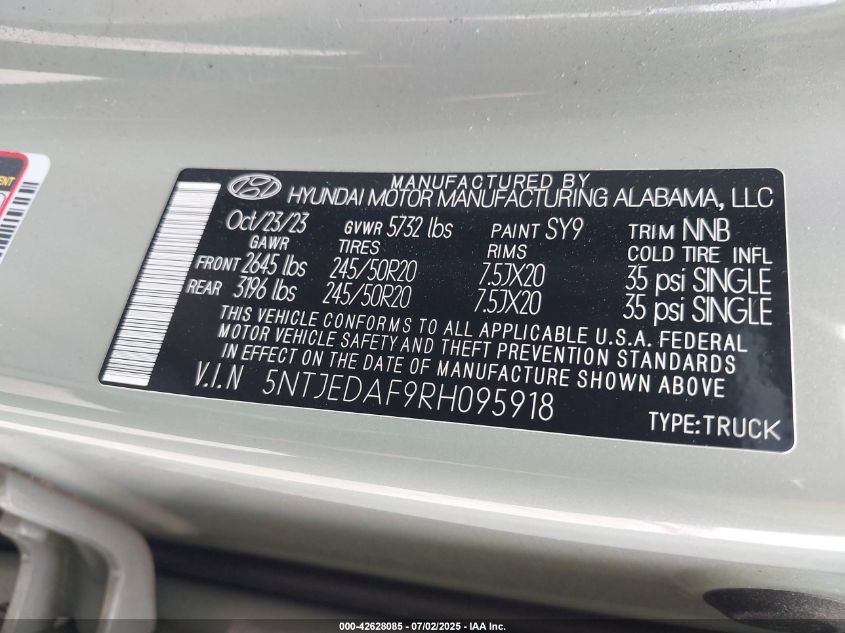 MANUFACTURED BY
HYUNDAI MOTOR MANUFACTURING ALABAMA, LLC
Oct/23/23 GVWR 5732 lbs PAINT SY9 TRIM NNB
GAWR TIRES RIMS COLD TIRE INFL
FRONT 2645 lbs 245/50R20 7.5JX20 35 psi SINGLE
REAR 3196 lbs 245/50R20 7.5JX20 35 psi SINGLE
THIS VEHICLE CONFORMS TO ALL APPLICABLE U.S.A. FEDERAL
MOTOR VEHICLE SAFETY AND THEFT PREVENTION STANDARDS
IN EFFECT ON THE DATE OF MANUFACTURE SHOWN ABOVE.
V.I.N 5NTJEDAF9RH095918
TYPE:TRUCK
000-42628085 - 07/02/2025 - IAA Inc.